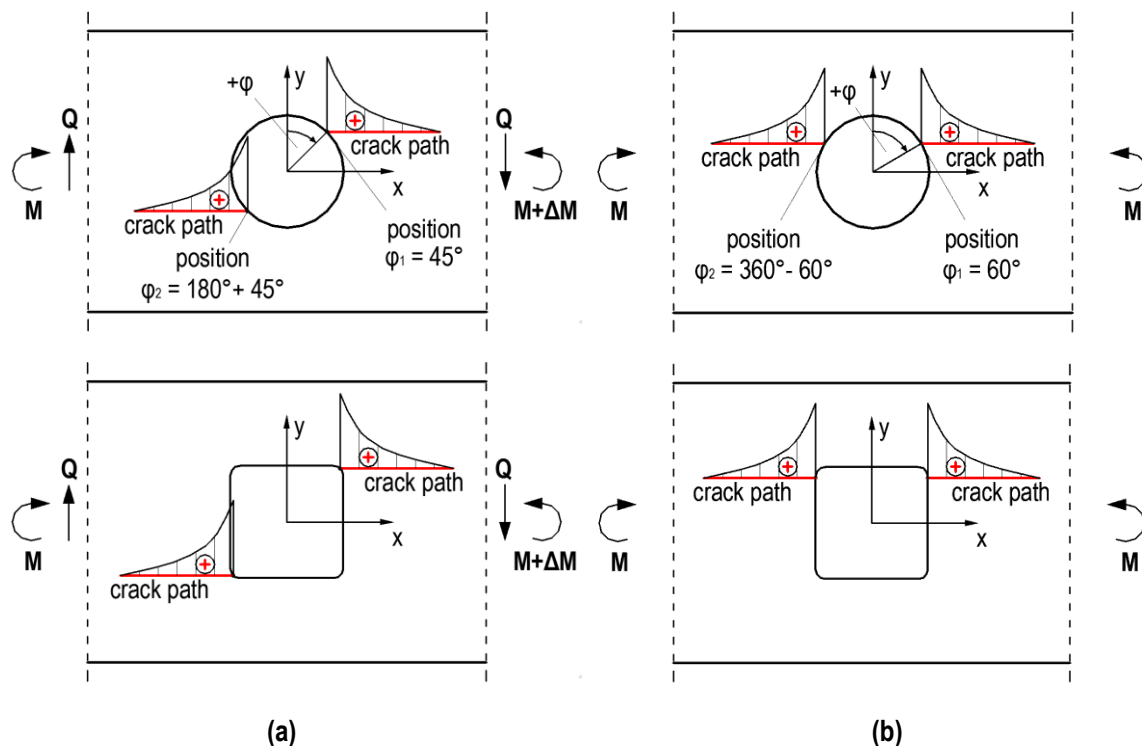 y
+φ
Q
crack path
x
M
crack path
position
φ₁ = 45°
position
φ₂ = 180°+ 45°
Q
M+ΔM
y
+φ
crack path
crack path
x
M
position
φ₂ = 360°- 60°
position
φ₁ = 60°
M
y
Q
crack path
x
M
crack path
Q
M+ΔM
y
crack path
crack path
x
M
M
(a)
(b)